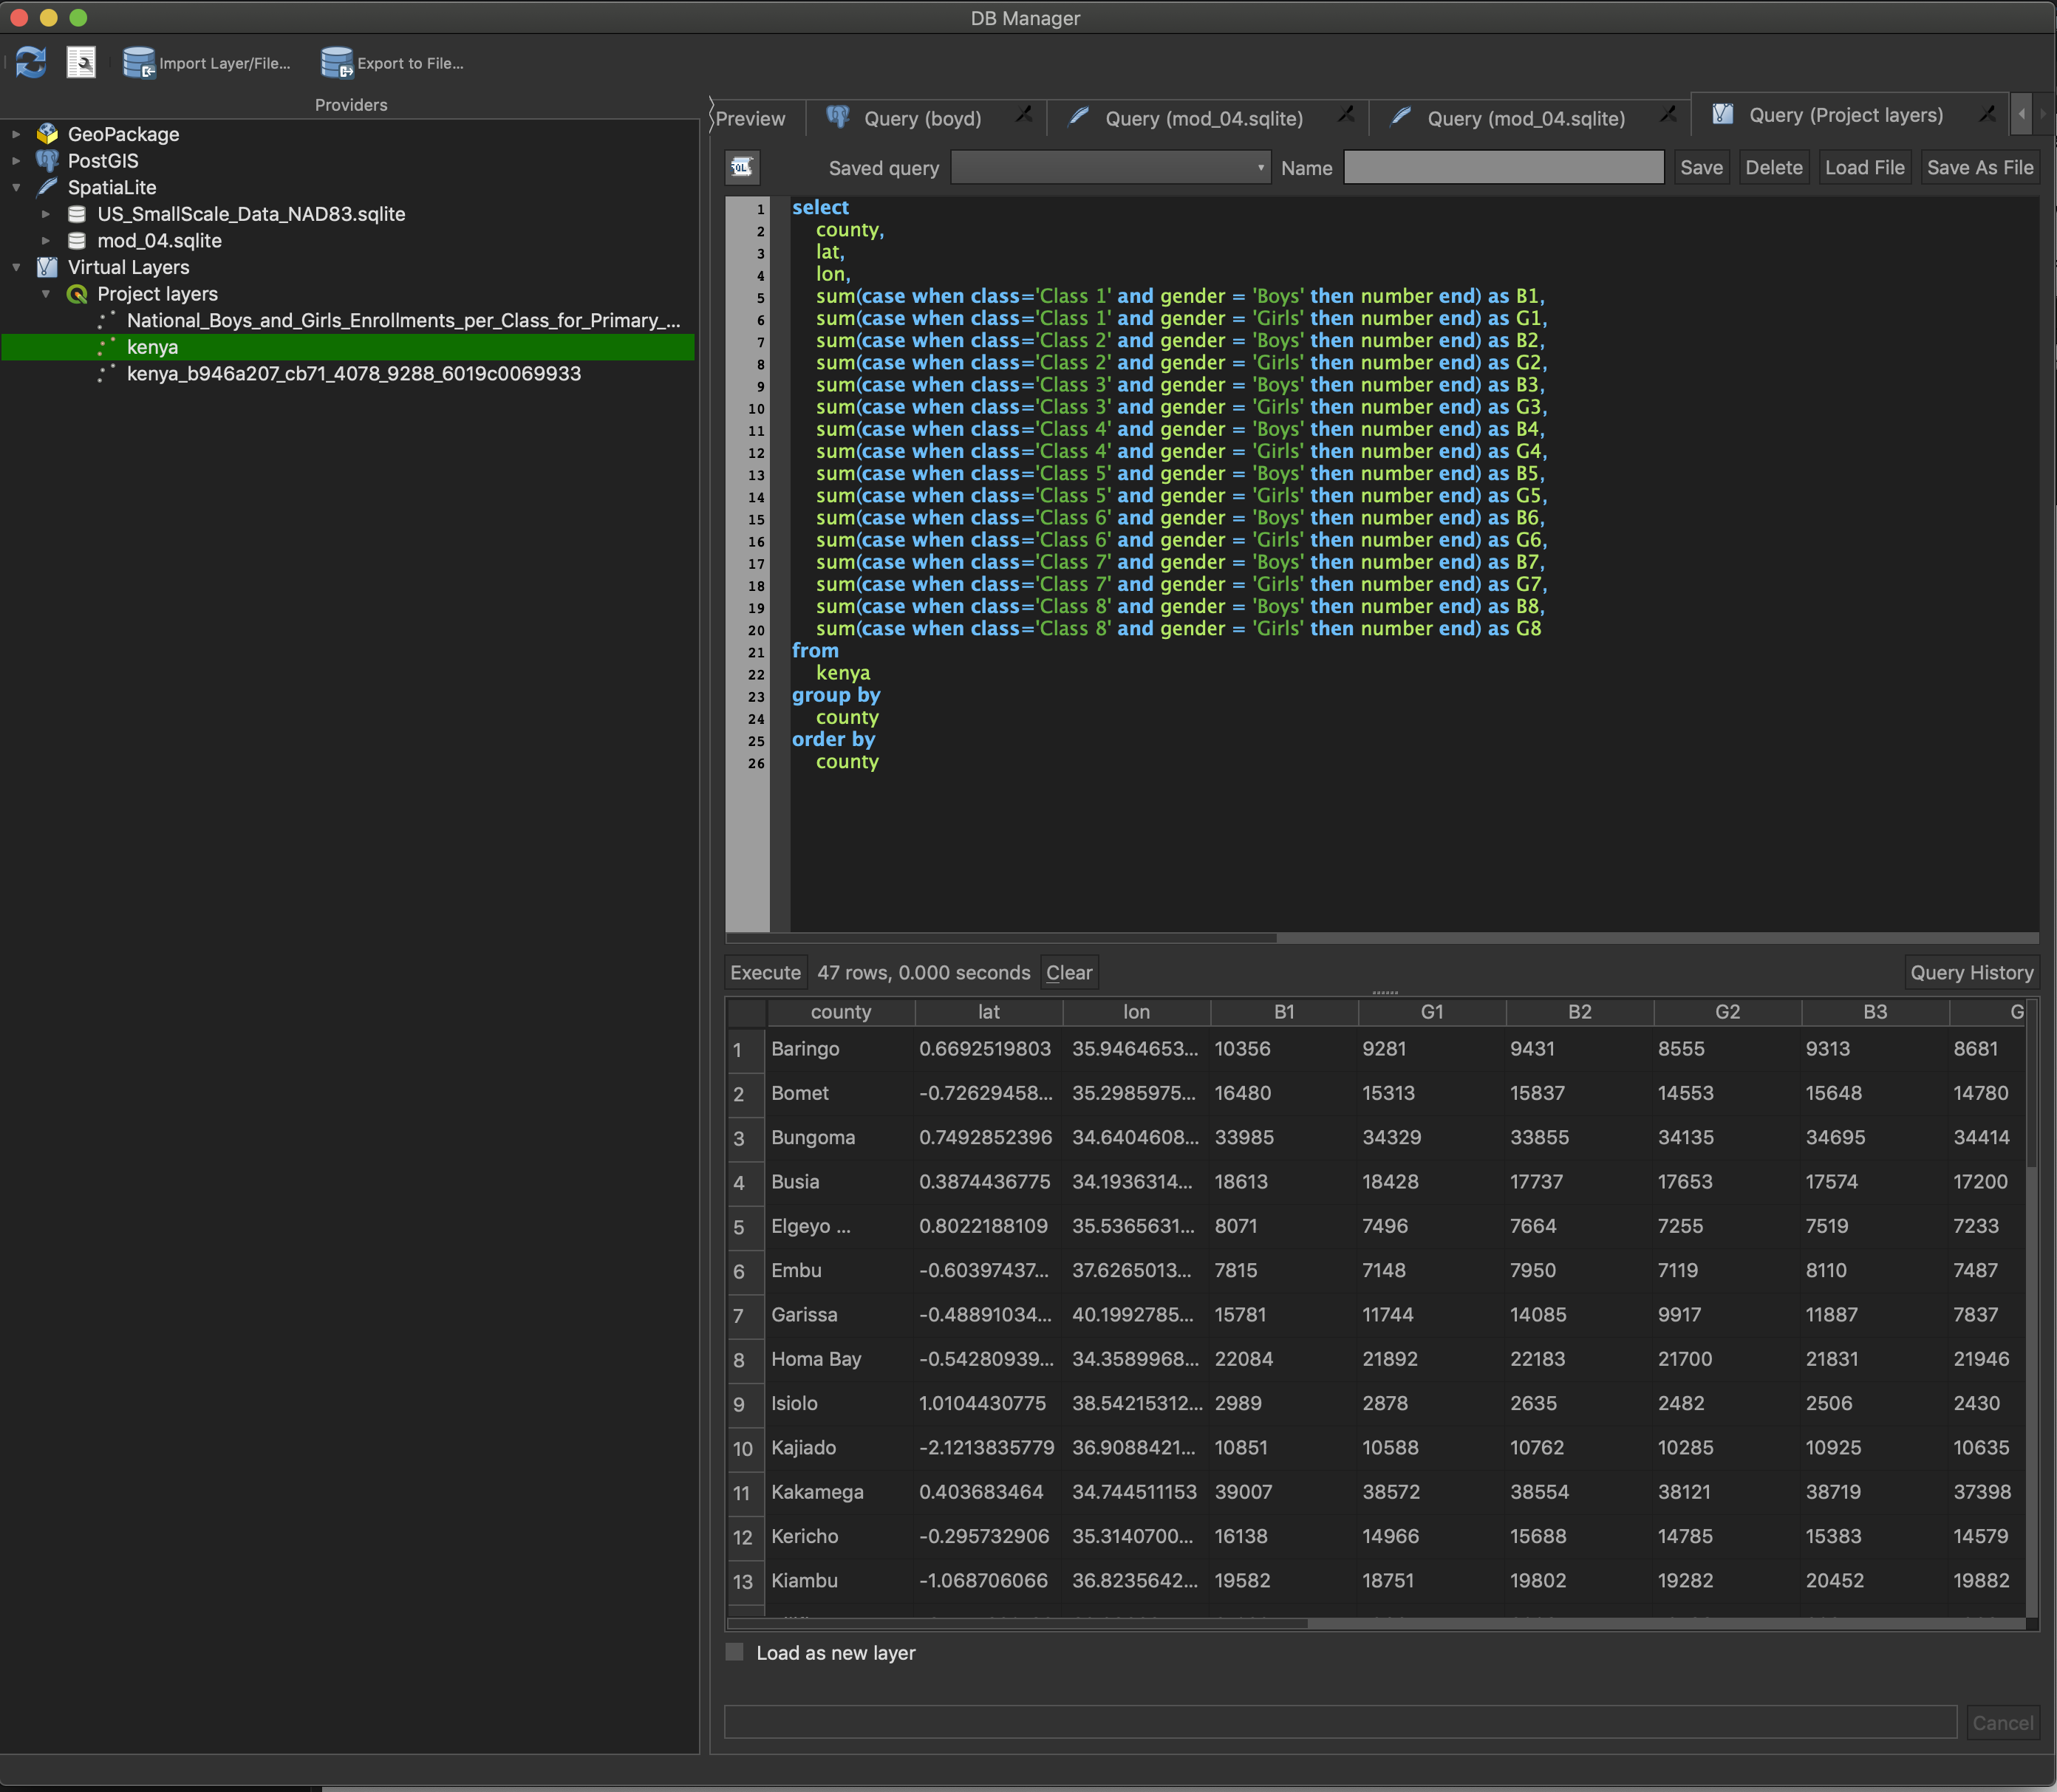 DB Manager
Import Layer/File...
Export to File...
Providers
GeoPackage
PostGIS
SpatiaLite
US_SmallScale_Data_NAD83.sqlite
mod_04.sqlite
Virtual Layers
Project layers
National_Boys_and_Girls_Enrollments_per_Class_for_Primary_...
kenya
kenya_b946a207_cb71_4078_9288_6019c0069933
Preview Query (boyd) Query (mod_04.sqlite) Query (mod_04.sqlite) Query (Project layers)
SQL Saved query Name Save Delete Load File Save As File
1 select
2 county,
3 lat,
4 lon,
5 sum(case when class='Class 1' and gender = 'Boys' then number end) as B1,
6 sum(case when class='Class 1' and gender = 'Girls' then number end) as G1,
7 sum(case when class='Class 2' and gender = 'Boys' then number end) as B2,
8 sum(case when class='Class 2' and gender = 'Girls' then number end) as G2,
9 sum(case when class='Class 3' and gender = 'Boys' then number end) as B3,
10 sum(case when class='Class 3' and gender = 'Girls' then number end) as G3,
11 sum(case when class='Class 4' and gender = 'Boys' then number end) as B4,
12 sum(case when class='Class 4' and gender = 'Girls' then number end) as G4,
13 sum(case when class='Class 5' and gender = 'Boys' then number end) as B5,
14 sum(case when class='Class 5' and gender = 'Girls' then number end) as G5,
15 sum(case when class='Class 6' and gender = 'Boys' then number end) as B6,
16 sum(case when class='Class 6' and gender = 'Girls' then number end) as G6,
17 sum(case when class='Class 7' and gender = 'Boys' then number end) as B7,
18 sum(case when class='Class 7' and gender = 'Girls' then number end) as G7,
19 sum(case when class='Class 8' and gender = 'Boys' then number end) as B8,
20 sum(case when class='Class 8' and gender = 'Girls' then number end) as G8
21 from
22 kenya
23 group by
24 county
25 order by
26 county
Execute 47 rows, 0.000 seconds Clear Query History
county lat lon B1 G1 B2 G2 B3 G
1 Baringo 0.6692519803 35.9464653... 10356 9281 9431 8555 9313 8681
2 Bomet -0.72629458... 35.2985975... 16480 15313 15837 14553 15648 14780
3 Bungoma 0.7492852396 34.6404608... 33985 34329 33855 34135 34695 34414
4 Busia 0.3874436775 34.1936314... 18613 18428 17737 17653 17574 17200
5 Elgeyo ... 0.8022188109 35.5365631... 8071 7496 7664 7255 7519 7233
6 Embu -0.60397437... 37.6265013... 7815 7148 7950 7119 8110 7487
7 Garissa -0.48891034... 40.1992785... 15781 11744 14085 9917 11887 7837
8 Homa Bay -0.54280939... 34.3589968... 22084 21892 22183 21700 21831 21946
9 Isiolo 1.0104430775 38.54215312... 2989 2878 2635 2482 2506 2430
10 Kajiado -2.1213835779 36.9088421... 10851 10588 10762 10285 10925 10635
11 Kakamega 0.403683464 34.744511153 39007 38572 38554 38121 38719 37398
12 Kericho -0.295732906 35.3140700... 16138 14966 15688 14785 15383 14579
13 Kiambu -1.068706066 36.8235642... 19582 18751 19802 19282 20452 19882
Load as new layer
Cancel